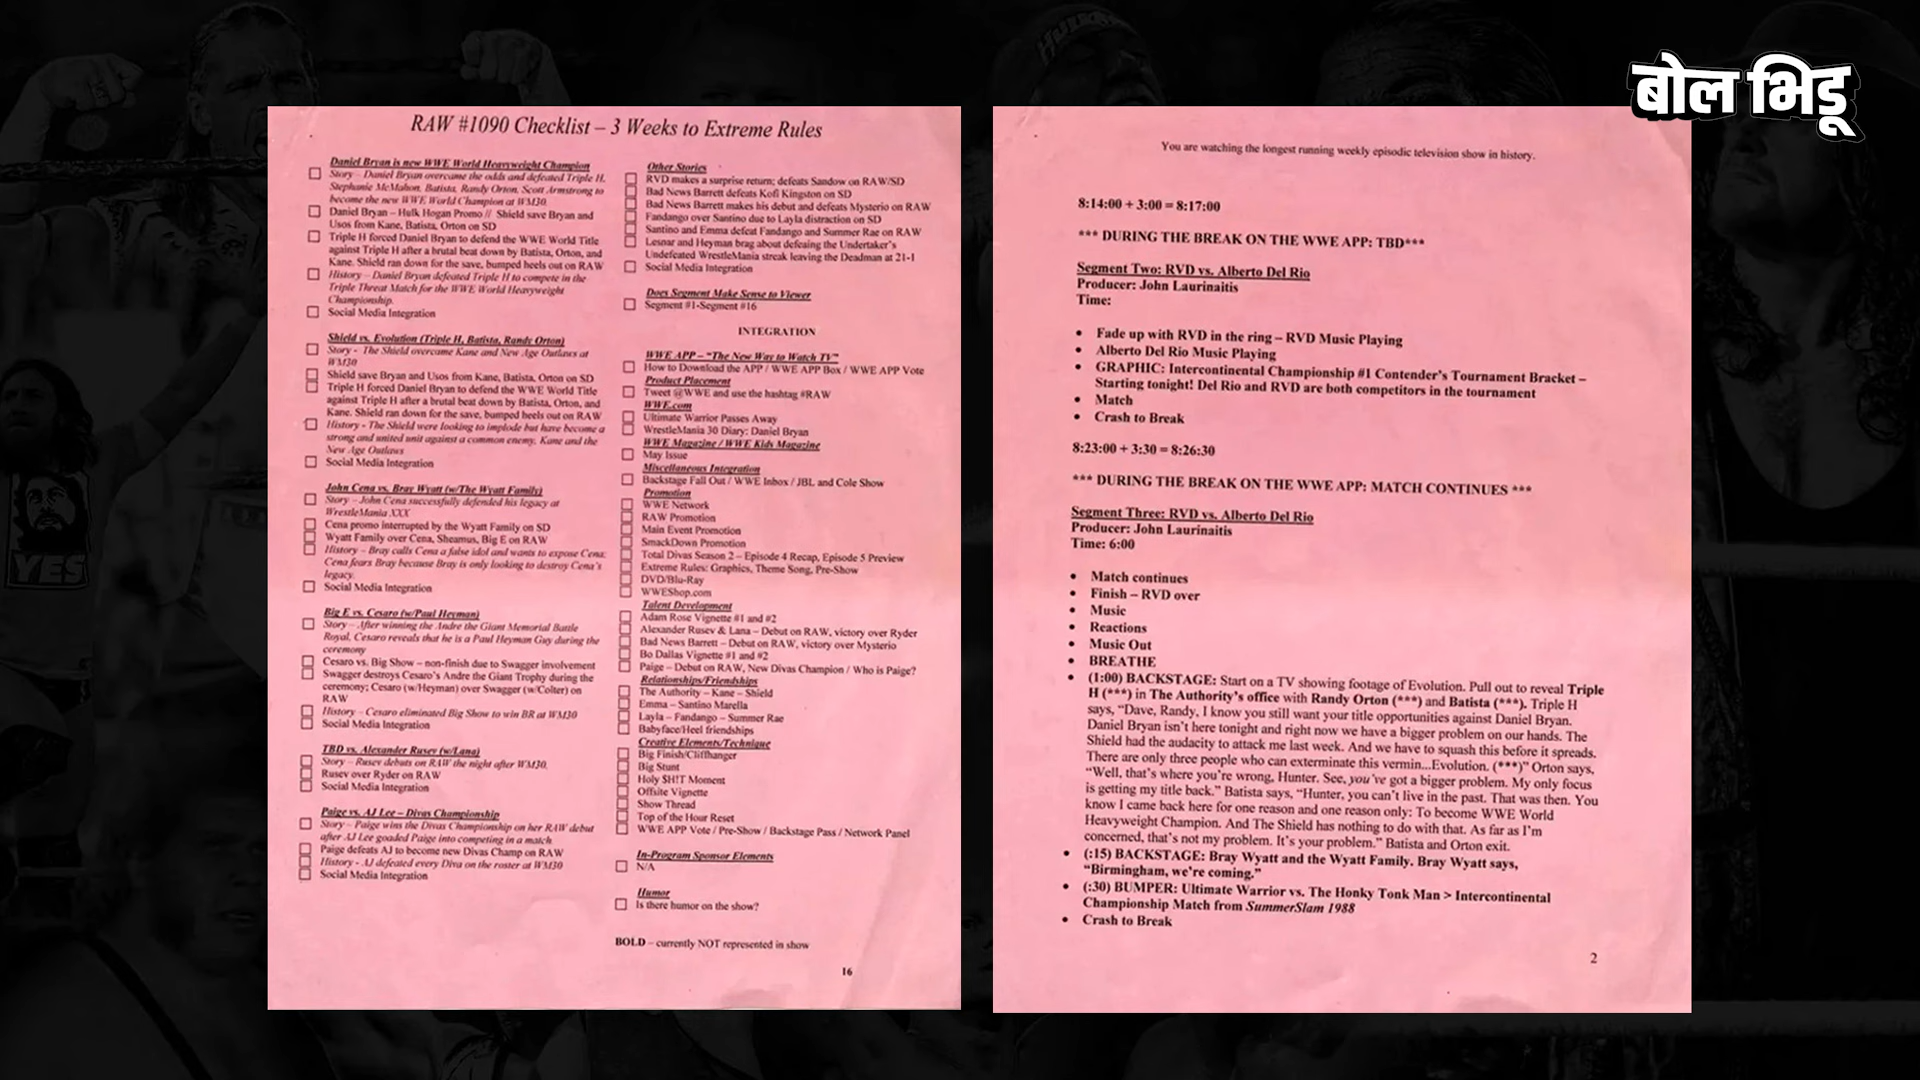 बोल भिडू
RAW #1090 Checklist – 3 Weeks to Extreme Rules
Daniel Bryan is new WWE World Heavyweight Champion
Story – Daniel Bryan overcame the odds and defeated Triple H,
Stephanie McMahon, Batista, Randy Orton, Scott Armstrong to
become the new WWE World Champion at WM30.
Daniel Bryan – Hulk Hogan Promo // Shield save Bryan and
Usos from Kane, Batista, Orton on SD
Triple H forced Daniel Bryan to defend the WWE World Title
against Triple H after a brutal beat down by Batista, Orton, and
Kane. Shield ran down for the save, bumped heels out on RAW
History – Daniel Bryan defeated Triple H to compete in the
Triple Threat Match for the WWE World Heavyweight
Championship.
Social Media Integration
Shield vs. Evolution (Triple H, Batista, Randy Orton)
Story - The Shield overcame Kane and New Age Outlaws at
WM30
Shield save Bryan and Usos from Kane, Batista, Orton on SD
Triple H forced Daniel Bryan to defend the WWE World Title
against Triple H after a brutal beat down by Batista, Orton, and
Kane. Shield ran down for the save, bumped heels out on RAW
History - The Shield were looking to implode but have become a
strong and united unit against a common enemy, Kane and the
New Age Outlaws
Social Media Integration
John Cena vs. Bray Wyatt (w/The Wyatt Family)
Story – John Cena successfully defended his legacy at
WrestleMania XXX
Cena promo interrupted by the Wyatt Family on SD
Wyatt Family over Cena, Sheamus, Big E on RAW
History – Bray calls Cena a false idol and wants to expose Cena;
Cena fears Bray because Bray is only looking to destroy Cena's
legacy.
Social Media Integration
Big E vs. Cesaro (w/Paul Heyman)
Story – After winning the Andre the Giant Memorial Battle
Royal, Cesaro reveals that he is a Paul Heyman Guy during the
ceremony
Cesaro vs. Big Show – non-finish due to Swagger involvement
Swagger destroys Cesaro's Andre the Giant Trophy during the
ceremony; Cesaro (w/Heyman) over Swagger (w/Colter) on
RAW
History – Cesaro eliminated Big Show to win BR at WM30
Social Media Integration
TBD vs. Alexander Rusev (w/Lana)
Story – Rusev debuts on RAW the night after WM30.
Rusev over Ryder on RAW
Social Media Integration
Paige vs. AJ Lee – Divas Championship
Story – Paige wins the Divas Championship on her RAW debut
after AJ Lee goaded Paige into competing in a match
Paige defeats AJ to become new Divas Champ on RAW
History - AJ defeated every Diva on the roster at WM30
Social Media Integration
Other Stories
RVD makes a surprise return; defeats Sandow on RAW/SD
Bad News Barrett defeats Kofi Kingston on SD
Bad News Barrett makes his debut and defeats Mysterio on RAW
Fandango over Santino due to Layla distraction on SD
Santino and Emma defeat Fandango and Summer Rae on RAW
Lesnar and Heyman brag about defeaing the Undertaker's
Undefeated WrestleMania streak leaving the Deadman at 21-1
Social Media Integration
Does Segment Make Sense to Viewer
Segment #1-Segment #16
INTEGRATION
WWE APP – "The New Way to Watch TV"
How to Download the APP / WWE APP Box / WWE APP Vote
Product Placement
Tweet @WWE and use the hashtag #RAW
WWE.com
Ultimate Warrior Passes Away
WrestleMania 30 Diary: Daniel Bryan
WWE Magazine / WWE Kids Magazine
May Issue
Miscellaneous Integration
Backstage Fall Out / WWE Inbox / JBL and Cole Show
Promotion
WWE Network
RAW Promotion
Main Event Promotion
SmackDown Promotion
Total Divas Season 2 – Episode 4 Recap, Episode 5 Preview
Extreme Rules: Graphics, Theme Song, Pre-Show
DVD/Blu-Ray
WWEShop.com
Talent Development
Adam Rose Vignette #1 and #2
Alexander Rusev & Lana – Debut on RAW, victory over Ryder
Bad News Barrett – Debut on RAW, victory over Mysterio
Bo Dallas Vignette #1 and #2
Paige – Debut on RAW, New Divas Champion / Who is Paige?
Relationships/Friendships
The Authority – Kane – Shield
Emma – Santino Marella
Layla – Fandango – Summer Rae
Babyface/Heel friendships
Creative Elements/Technique
Big Finish/Cliffhanger
Big Stunt
Holy $H!T Moment
Offsite Vignette
Show Thread
Top of the Hour Reset
WWE APP Vote / Pre-Show / Backstage Pass / Network Panel
In-Program Sponsor Elements
N/A
Humor
Is there humor on the show?
BOLD – currently NOT represented in show
16
You are watching the longest running weekly episodic television show in history.
8:14:00 + 3:00 = 8:17:00
*** DURING THE BREAK ON THE WWE APP: TBD***
Segment Two: RVD vs. Alberto Del Rio
Producer: John Laurinaitis
Time:
• Fade up with RVD in the ring – RVD Music Playing
• Alberto Del Rio Music Playing
• GRAPHIC: Intercontinental Championship #1 Contender's Tournament Bracket –
Starting tonight! Del Rio and RVD are both competitors in the tournament
• Match
• Crash to Break
8:23:00 + 3:30 = 8:26:30
*** DURING THE BREAK ON THE WWE APP: MATCH CONTINUES ***
Segment Three: RVD vs. Alberto Del Rio
Producer: John Laurinaitis
Time: 6:00
• Match continues
• Finish – RVD over
• Music
• Reactions
• Music Out
• BREATHE
• (1:00) BACKSTAGE: Start on a TV showing footage of Evolution. Pull out to reveal Triple
H (***) in The Authority's office with Randy Orton (***) and Batista (***). Triple H
says, "Dave, Randy, I know you still want your title opportunities against Daniel Bryan.
Daniel Bryan isn't here tonight and right now we have a bigger problem on our hands. The
Shield had the audacity to attack me last week. And we have to squash this before it spreads.
There are only three people who can exterminate this vermin...Evolution. (***)" Orton says,
"Well, that's where you're wrong, Hunter. See, you've got a bigger problem. My only focus
is getting my title back." Batista says, "Hunter, you can't live in the past. That was then. You
know I came back here for one reason and one reason only: To become WWE World
Heavyweight Champion. And The Shield has nothing to do with that. As far as I'm
concerned, that's not my problem. It's your problem." Batista and Orton exit.
• (:15) BACKSTAGE: Bray Wyatt and the Wyatt Family. Bray Wyatt says,
"Birmingham, we're coming."
• (:30) BUMPER: Ultimate Warrior vs. The Honky Tonk Man > Intercontinental
Championship Match from SummerSlam 1988
• Crash to Break
2
YES